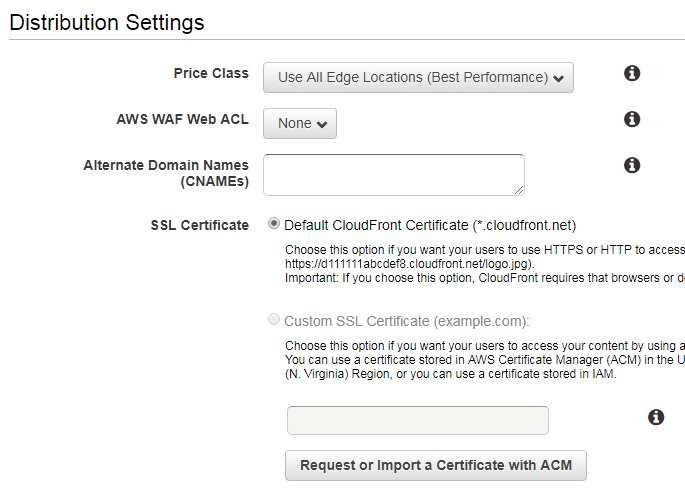 Distribution Settings
Price Class
Use All Edge Locations (Best Performance)
AWS WAF Web ACL
None
Alternate Domain Names
(CNAMEs)
SSL Certificate
Default CloudFront Certificate (*.cloudfront.net)
Choose this option if you want your users to use HTTPS or HTTP to access
https://d111111abcdef8.cloudfront.net/logo.jpg).
Important: If you choose this option, CloudFront requires that browsers or d
Custom SSL Certificate (example.com):
Choose this option if you want your users to access your content by using a
You can use a certificate stored in AWS Certificate Manager (ACM) in the U
(N. Virginia) Region, or you can use a certificate stored in IAM.
Request or Import a Certificate with ACM